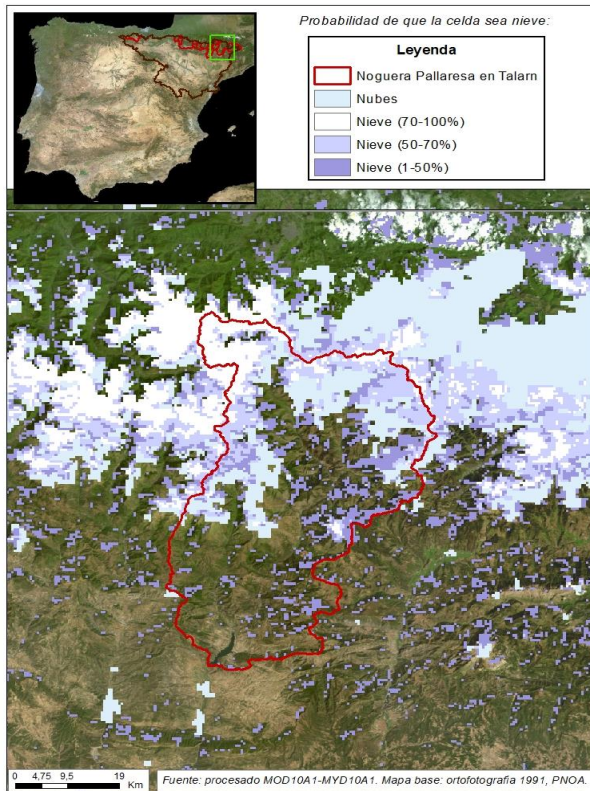 Probabilidad de que la celda sea nieve:
Leyenda
Noguera Pallaresa en Talarn
Nubes
Nieve (70-100%)
Nieve (50-70%)
Nieve (1-50%)
0 4,75 9,5 19
Km
Fuente: procesado MOD10A1-MYD10A1. Mapa base: ortofotografia 1991, PNOA.